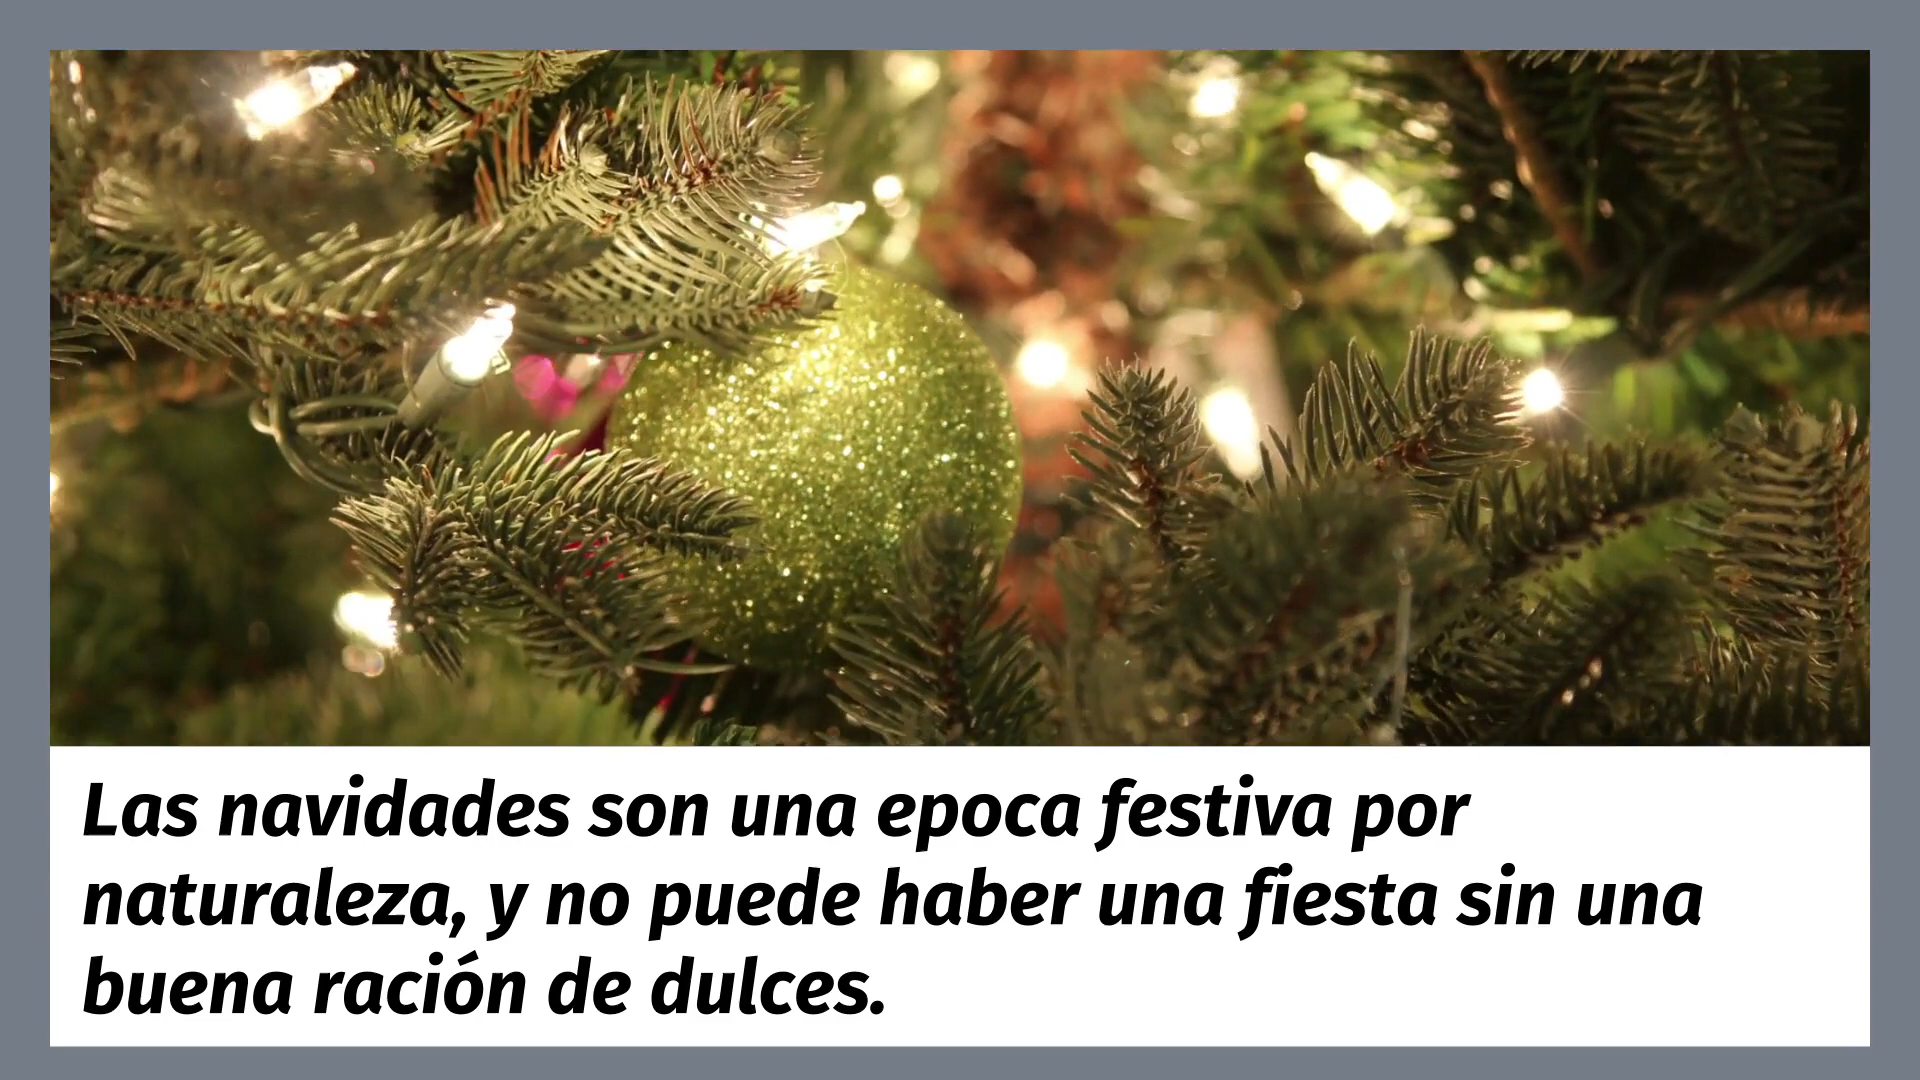 Las navidades son una epoca festiva por
naturaleza, y no puede haber una fiesta sin una
buena ración de dulces.